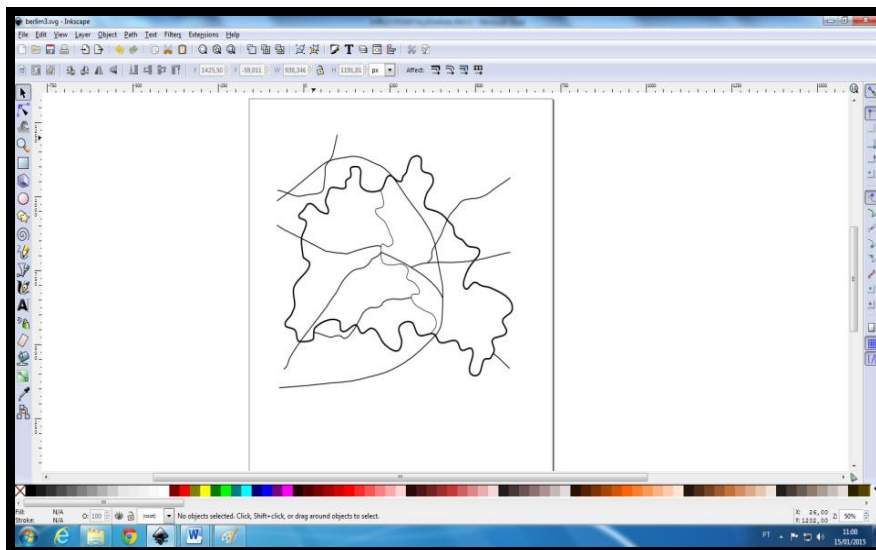 berlim3.svg - Inkscape
File Edit View Layer Object Path Text Filters Extensions Help
X 1425,50 Y -39,011 W 938,346 H 1191,81 px Affect:
Fill: N/A
Stroke: N/A
O: 100 (root) No objects selected. Click, Shift+click, or drag around objects to select.
X: 26,00
Y: 1202,00
Z: 50%
PT
11:00
15/01/2015